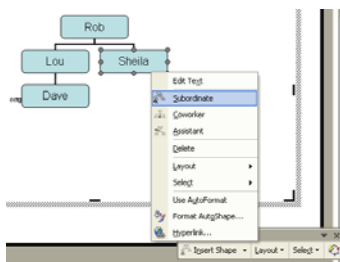 Rob
Lou
Sheila
Dave
Edit Text
Subordinate
Coworker
Assistant
Delete
Layout
Select
Use AutoFormat
Format AutoShape...
Hyperlink...
Insert Shape
Layout
Select